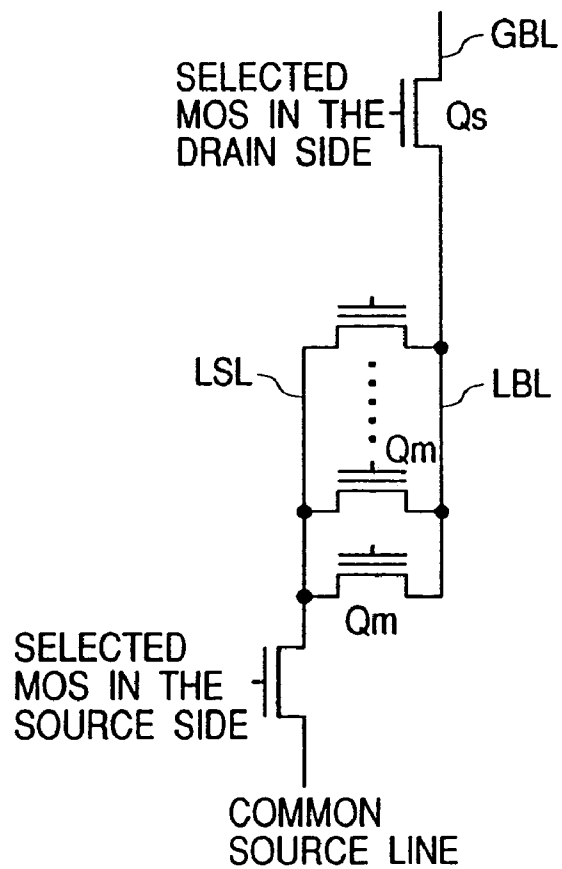 GBL
SELECTED
MOS IN THE
DRAIN SIDE
Qs
LSL
LBL
Qm
Qm
SELECTED
MOS IN THE
SOURCE SIDE
COMMON
SOURCE LINE